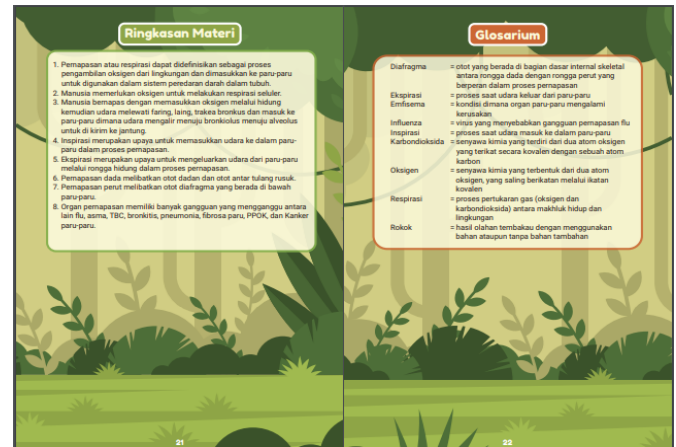 Ringkasan Materi
1. Pernapasan atau respirasi dapat didefinisikan sebagai proses
pengambilan oksigen dari lingkungan dan dimasukkan ke paru-paru
untuk digunakan dalam sistem peredaran darah dalam tubuh.
2. Manusia memerlukan oksigen untuk melakukan respirasi seluler.
3. Manusia bernapas dengan memasukkan oksigen melalui hidung
kemudian udara melewati faring, laing, trakea bronkus dan masuk ke
paru-paru dimana udara mengalir menuju bronkiolus menuju alveolus
untuk di kirim ke jantung.
4. Inspirasi merupakan upaya untuk memasukkan udara ke dalam paru-
paru dalam proses pernapasan.
5. Ekspirasi merupakan upaya untuk mengeluarkan udara dari paru-paru
melalui rongga hidung dalam proses pernapasan.
6. Pernapasan dada melibatkan otot dadan dan otot antar tulang rusuk.
7. Pernapasan perut melibatkan otot diafragma yang berada di bawah
paru-paru.
8. Organ pernapasan memiliki banyak gangguan yang mengganggu antara
lain flu, asma, TBC, bronkitis, pneumonia, fibrosa paru, PPOK, dan Kanker
paru-paru.
21
Glosarium
Diafragma = otot yang berada di bagian dasar internal skeletal
antara rongga dada dengan rongga perut yang
berperan dalam proses pernapasan
Ekspirasi = proses saat udara keluar dari paru-paru
Emfisema = kondisi dimana organ paru-paru mengalami
kerusakan
Influenza = virus yang menyebabkan gangguan pernapasan flu
Inspirasi = proses saat udara masuk ke dalam paru-paru
Karbondioksida = senyawa kimia yang terdiri dari dua atom oksigen
yang terikat secara kovalen dengan sebuah atom
karbon
Oksigen = senyawa kimia yang terbentuk dari dua atom
oksigen, yang saling berikatan melalui ikatan
kovalen
Respirasi = proses pertukaran gas (oksigen dan
karbondioksida) antara makhluk hidup dan
lingkungan
Rokok = hasil olahan tembakau dengan menggunakan
bahan ataupun tanpa bahan tambahan
22